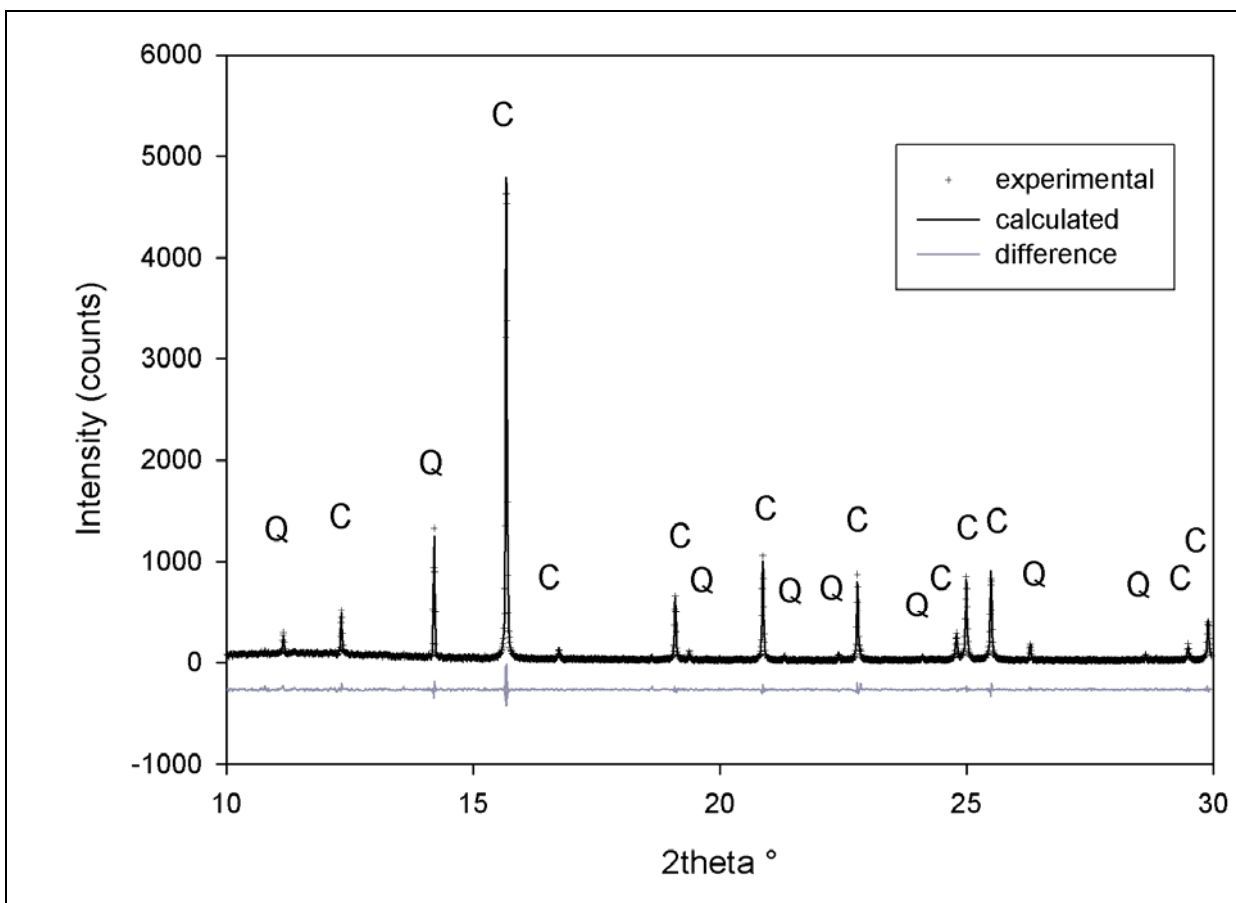 6000
5000
4000
3000
2000
1000
0
-1000
Intensity (counts)
C
experimental
calculated
difference
Q
Q C C C Q C Q Q C Q C C C Q Q C C
10 15 20 25 30
2theta °